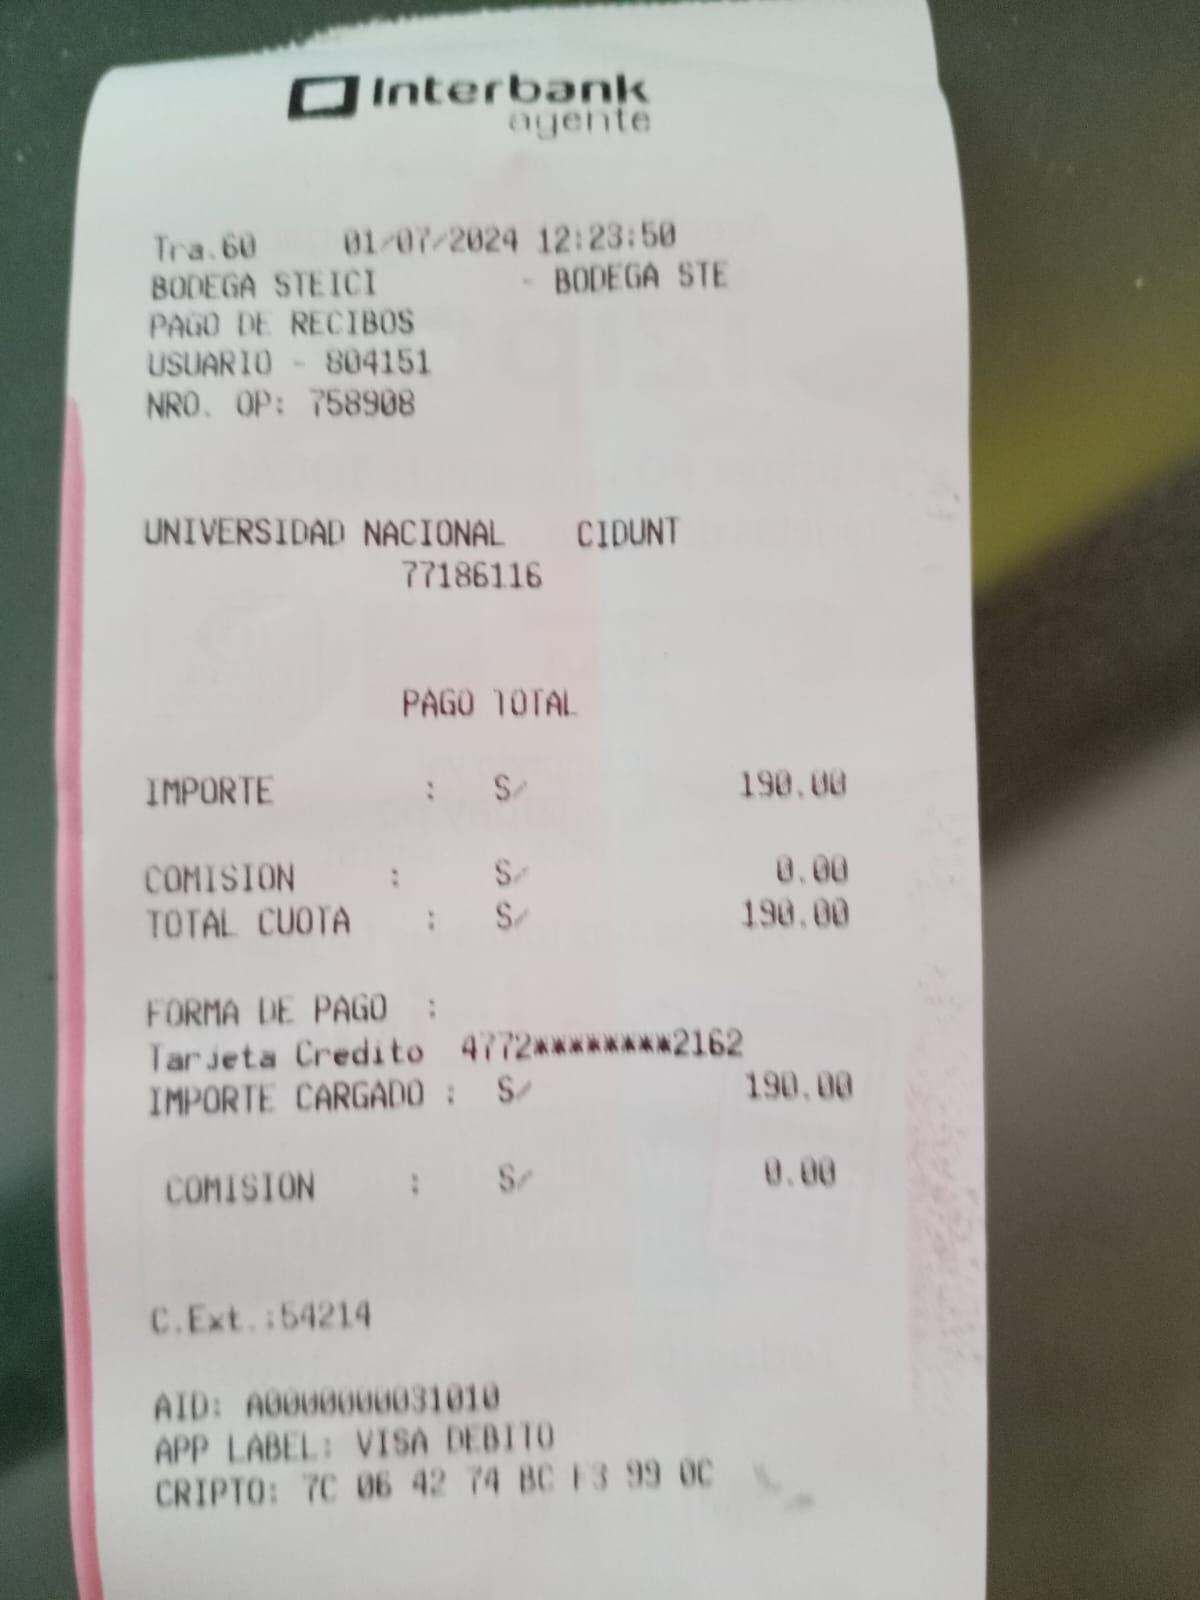 Interbank
agente
Tra.60 01/07/2024 12:23:50
BODEGA STEICI - BODEGA STE
PAGO DE RECIBOS
USUARIO - 804151
NRO. OP: 758908
UNIVERSIDAD NACIONAL CIDUNT
77186116
PAGO TOTAL
IMPORTE : S/ 190.00
COMISION : S/ 0.00
TOTAL CUOTA : S/ 190.00
FORMA DE PAGO :
Tarjeta Credito 4772********2162
IMPORTE CARGADO : S/ 190.00
COMISION : S/ 0.00
C.Ext.:54214
AID: A0000000031010
APP LABEL: VISA DEBITO
CRIPTO: 7C 06 42 74 BC F3 99 0C